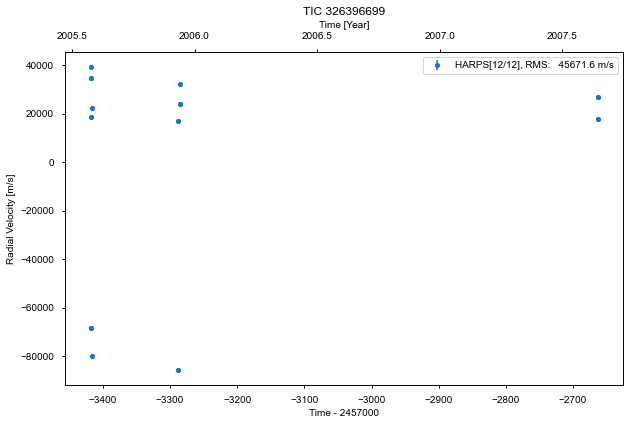 TIC 326396699
Time [Year]
2005.5 2006.0 2006.5 2007.0 2007.5
HARPS[12/12], RMS: 45671.6 m/s
40000
20000
0
−20000
−40000
−60000
−80000
Radial Velocity [m/s]
−3400 −3300 −3200 −3100 −3000 −2900 −2800 −2700
Time - 2457000